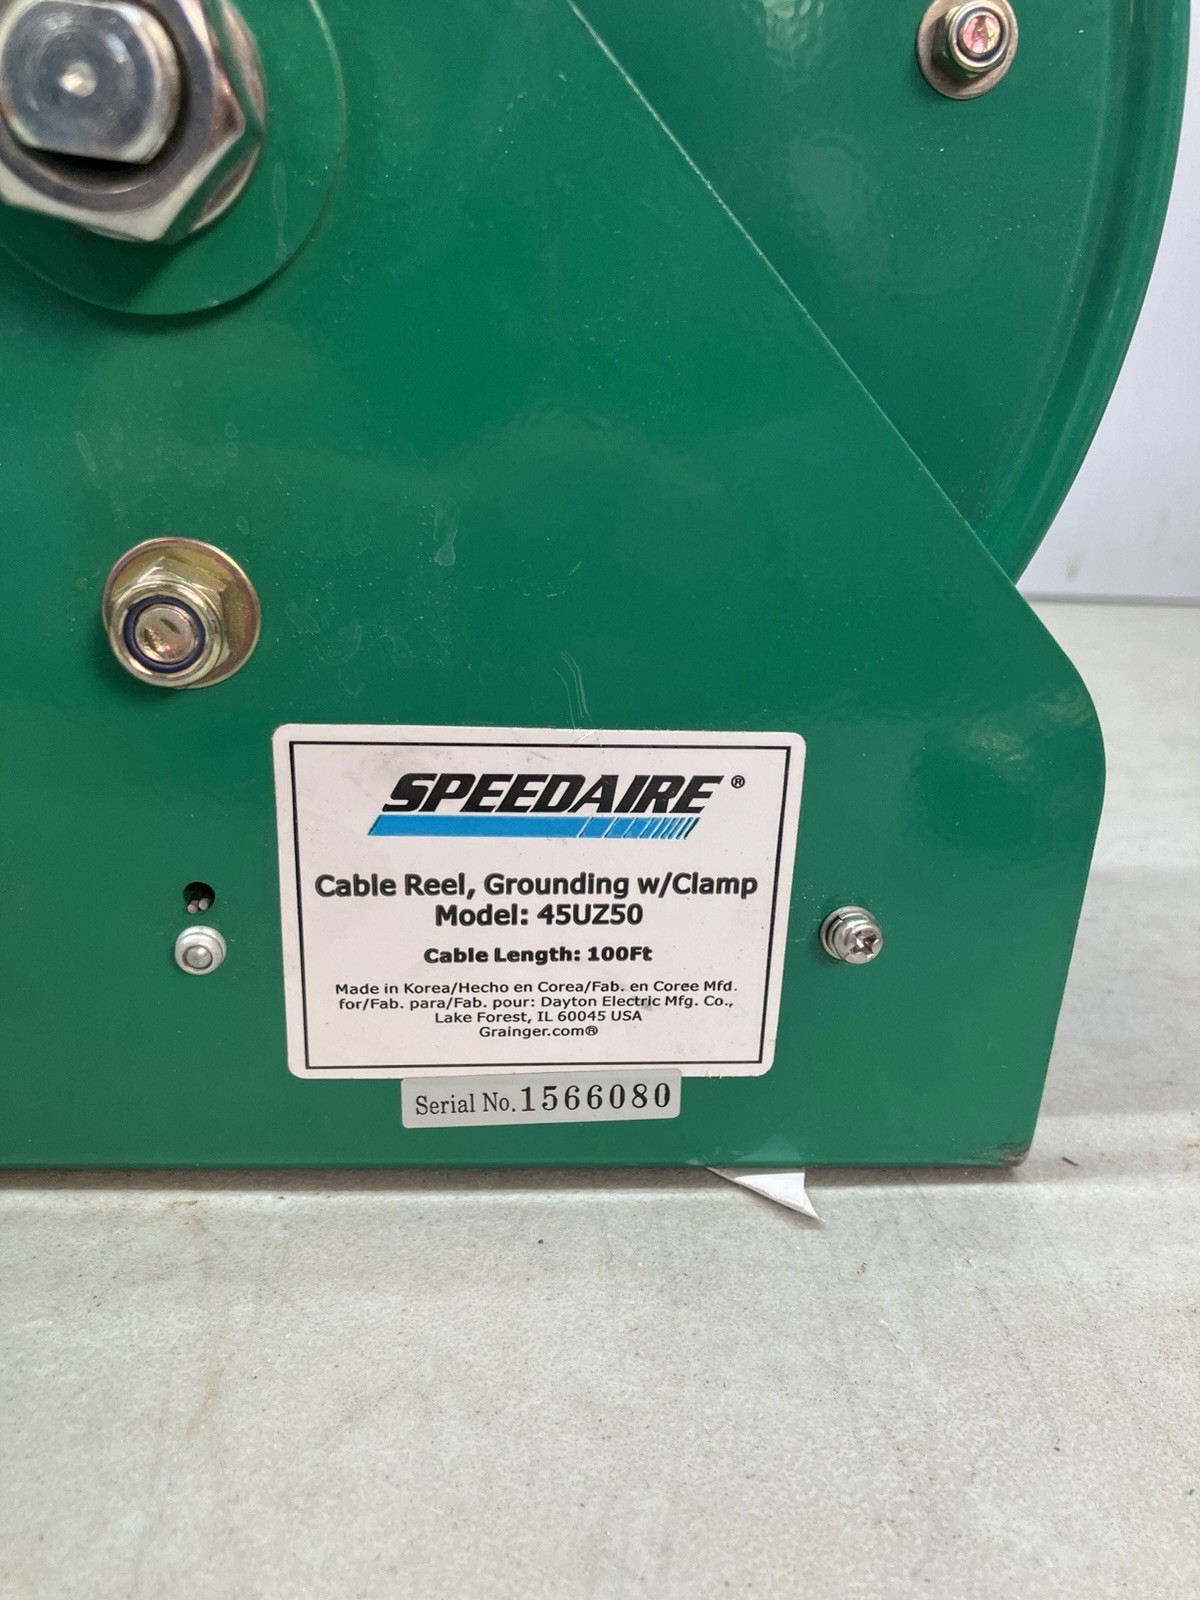 SPEEDAIRE®
Cable Reel, Grounding w/Clamp
Model: 45UZ50
Cable Length: 100Ft
Made in Korea/Hecho en Corea/Fab. en Coree Mfd.
for/Fab. para/Fab. pour: Dayton Electric Mfg. Co.,
Lake Forest, IL 60045 USA
Grainger.com®
Serial No. 1566080